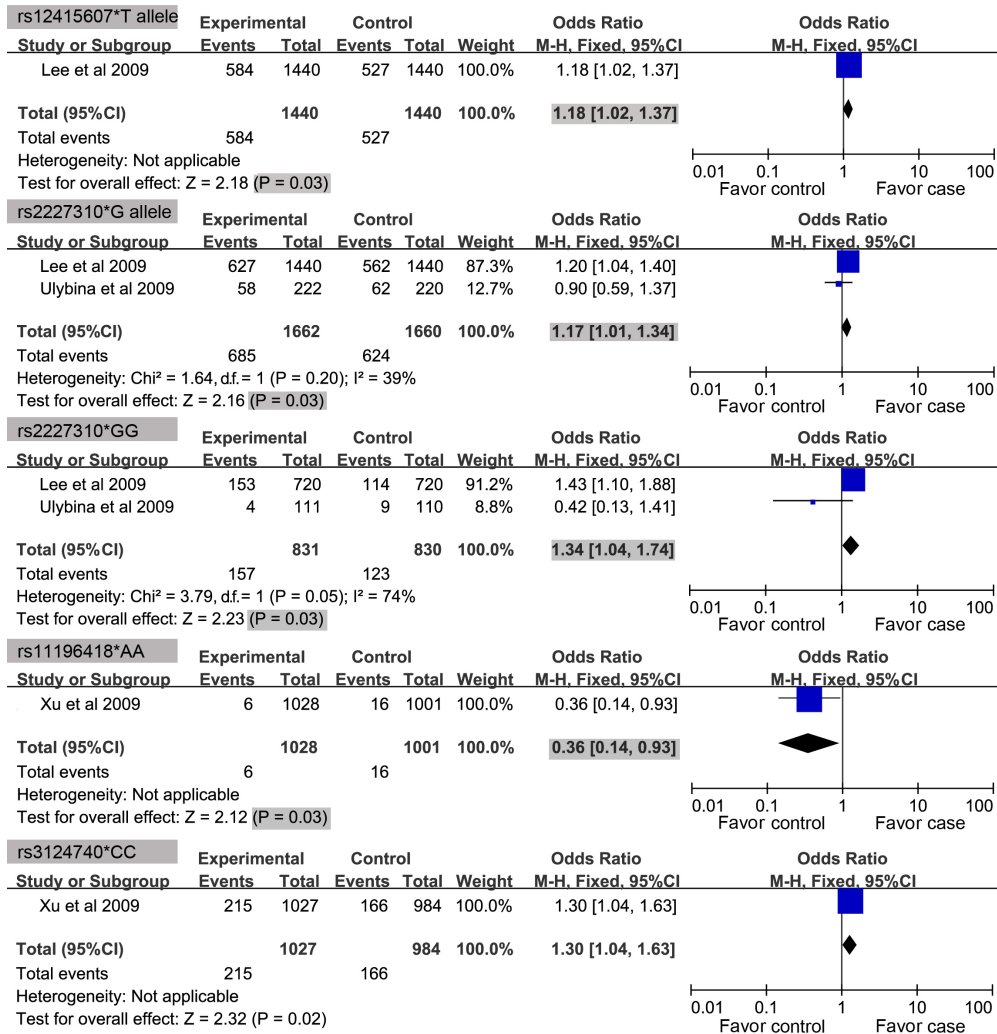 rs12415607*T allele Experimental Control Odds Ratio Odds Ratio
Study or Subgroup Events Total Events Total Weight M-H, Fixed, 95%CI M-H, Fixed, 95%CI
Lee et al 2009 584 1440 527 1440 100.0% 1.18 [1.02, 1.37]
Total (95%CI) 1440 1440 100.0% 1.18 [1.02, 1.37]
Total events 584 527
Heterogeneity: Not applicable
0.01 0.1 1 10 100
Test for overall effect: Z = 2.18 (P = 0.03)
Favor control Favor case
rs2227310*G allele Experimental Control Odds Ratio Odds Ratio
Study or Subgroup Events Total Events Total Weight M-H, Fixed, 95%CI M-H, Fixed, 95%CI
Lee et al 2009 627 1440 562 1440 87.3% 1.20 [1.04, 1.40]
Ulybina et al 2009 58 222 62 220 12.7% 0.90 [0.59, 1.37]
Total (95%CI) 1662 1660 100.0% 1.17 [1.01, 1.34]
Total events 685 624
Heterogeneity: Chi² = 1.64, d.f. = 1 (P = 0.20); I² = 39%
0.01 0.1 1 10 100
Test for overall effect: Z = 2.16 (P = 0.03)
Favor control Favor case
rs2227310*GG Experimental Control Odds Ratio Odds Ratio
Study or Subgroup Events Total Events Total Weight M-H, Fixed, 95%CI M-H, Fixed, 95%CI
Lee et al 2009 153 720 114 720 91.2% 1.43 [1.10, 1.88]
Ulybina et al 2009 4 111 9 110 8.8% 0.42 [0.13, 1.41]
Total (95%CI) 831 830 100.0% 1.34 [1.04, 1.74]
Total events 157 123
Heterogeneity: Chi² = 3.79, d.f. = 1 (P = 0.05); I² = 74%
0.01 0.1 1 10 100
Test for overall effect: Z = 2.23 (P = 0.03)
Favor control Favor case
rs11196418*AA Experimental Control Odds Ratio Odds Ratio
Study or Subgroup Events Total Events Total Weight M-H, Fixed, 95%CI M-H, Fixed, 95%CI
Xu et al 2009 6 1028 16 1001 100.0% 0.36 [0.14, 0.93]
Total (95%CI) 1028 1001 100.0% 0.36 [0.14, 0.93]
Total events 6 16
Heterogeneity: Not applicable
0.01 0.1 1 10 100
Test for overall effect: Z = 2.12 (P = 0.03)
Favor control Favor case
rs3124740*CC Experimental Control Odds Ratio Odds Ratio
Study or Subgroup Events Total Events Total Weight M-H, Fixed, 95%CI M-H, Fixed, 95%CI
Xu et al 2009 215 1027 166 984 100.0% 1.30 [1.04, 1.63]
Total (95%CI) 1027 984 100.0% 1.30 [1.04, 1.63]
Total events 215 166
Heterogeneity: Not applicable
0.01 0.1 1 10 100
Test for overall effect: Z = 2.32 (P = 0.02)
Favor control Favor case